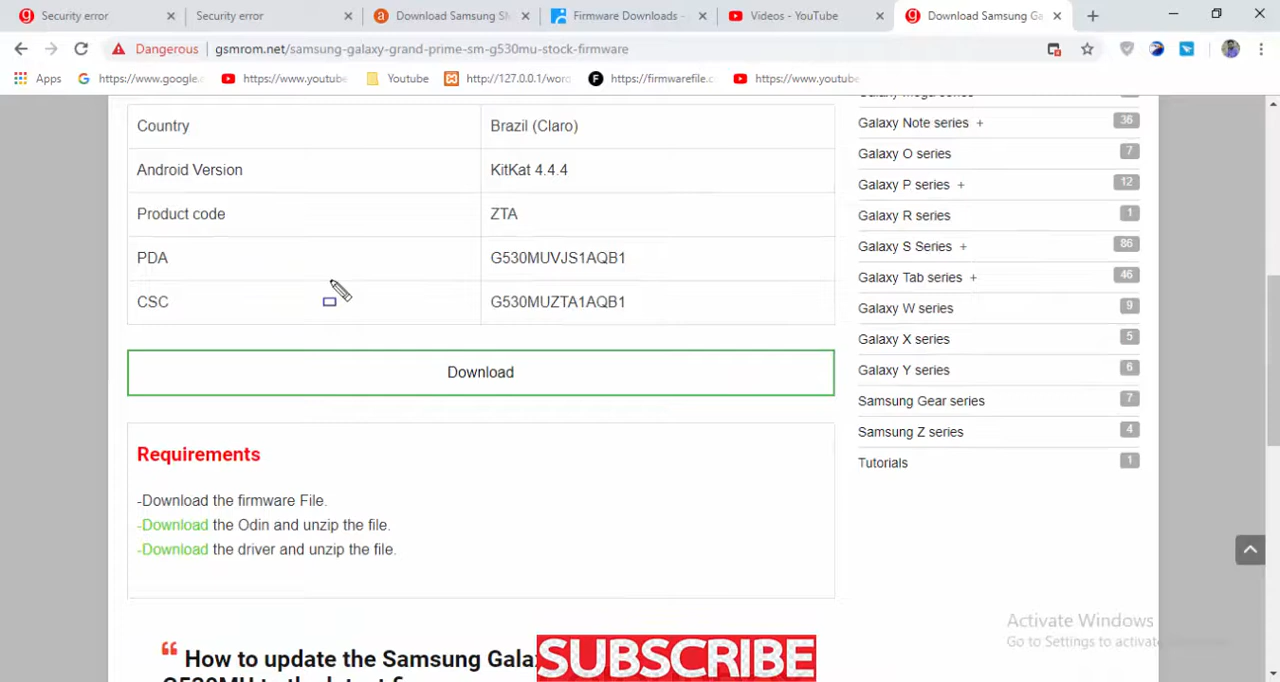 Security error
Security error
Download Samsung SM
Firmware Downloads -
Videos - YouTube
Download Samsung Ga
Dangerous
gsmrom.net/samsung-galaxy-grand-prime-sm-g530mu-stock-firmware
Apps
https://www.google.
https://www.youtube
Youtube
http://127.0.0.1/word
https://firmwarefile.c
https://www.youtube
Country
Brazil (Claro)
Android Version
KitKat 4.4.4
Product code
ZTA
PDA
G530MUVJS1AQB1
CSC
G530MUZTA1AQB1
Download
Requirements
-Download the firmware File.
-Download the Odin and unzip the file.
-Download the driver and unzip the file.
How to update the Samsung Gala
SUBSCRIBE
Galaxy Note series +
36
Galaxy O series
7
Galaxy P series +
12
Galaxy R series
1
Galaxy S Series +
86
Galaxy Tab series +
46
Galaxy W series
9
Galaxy X series
5
Galaxy Y series
6
Samsung Gear series
7
Samsung Z series
4
Tutorials
1
Activate Windows
Go to Settings to activate